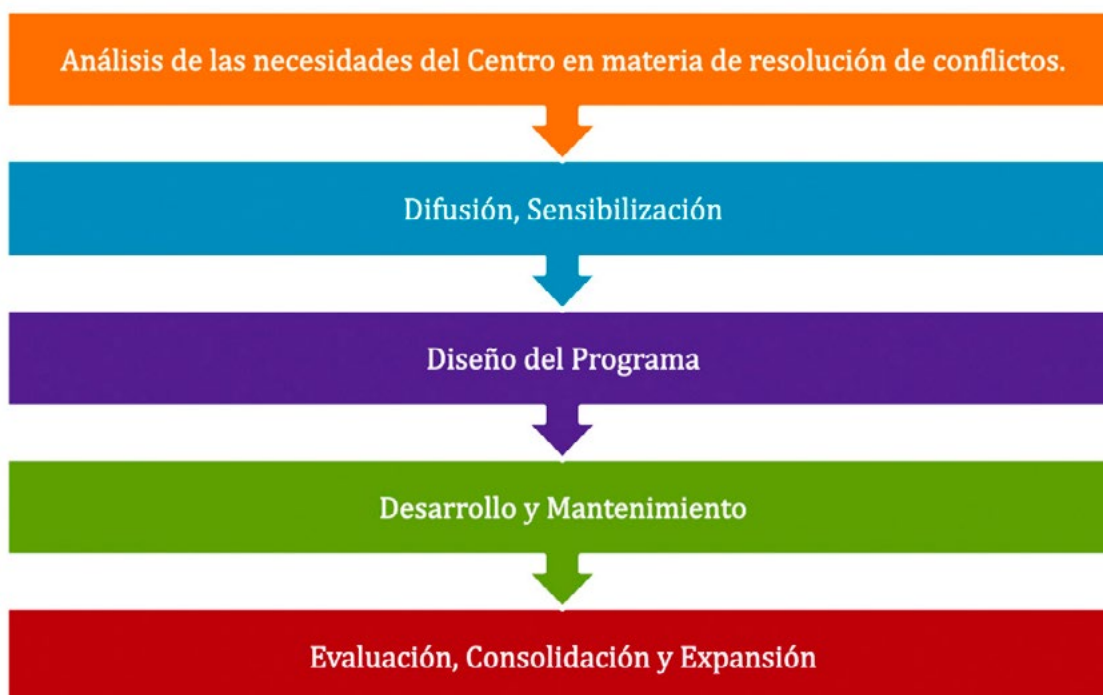 Análisis de las necesidades del Centro en materia de resolución de conflictos.
Difusión, Sensibilización
Diseño del Programa
Desarrollo y Mantenimiento
Evaluación, Consolidación y Expansión